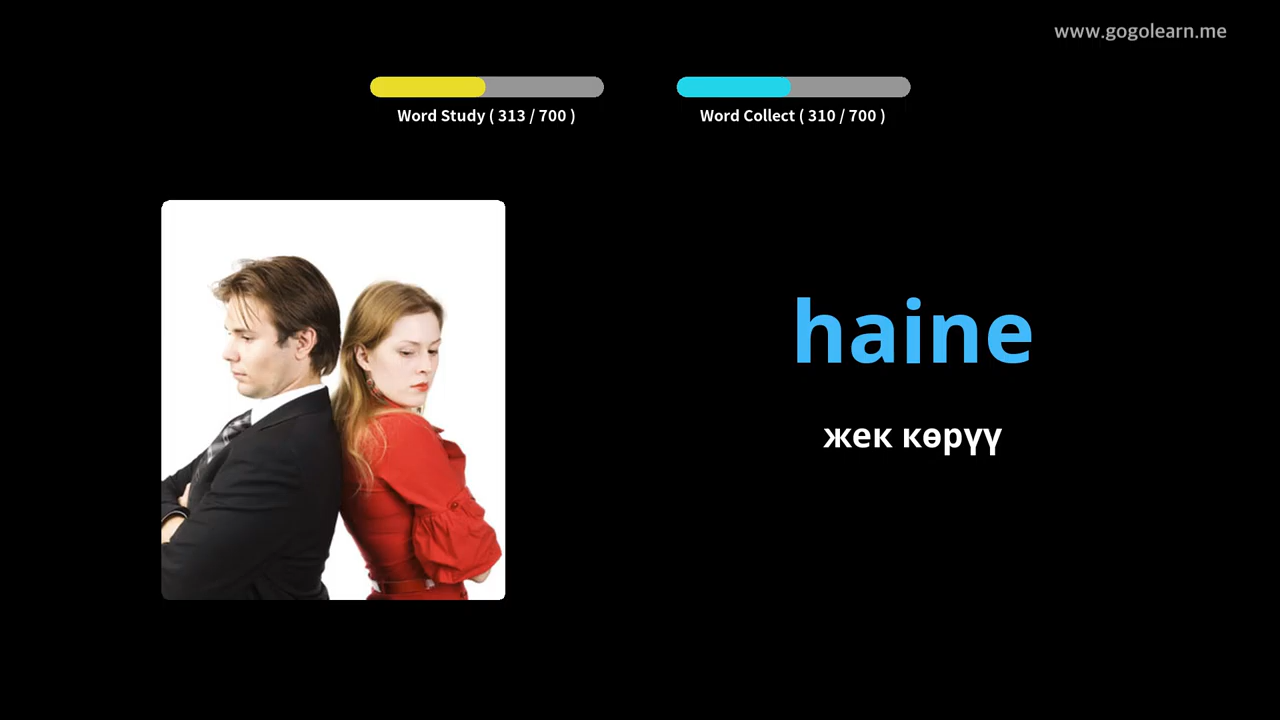 www.gogolearn.me
Word Study ( 313 / 700 )
Word Collect ( 310 / 700 )
haine
жек көрүү